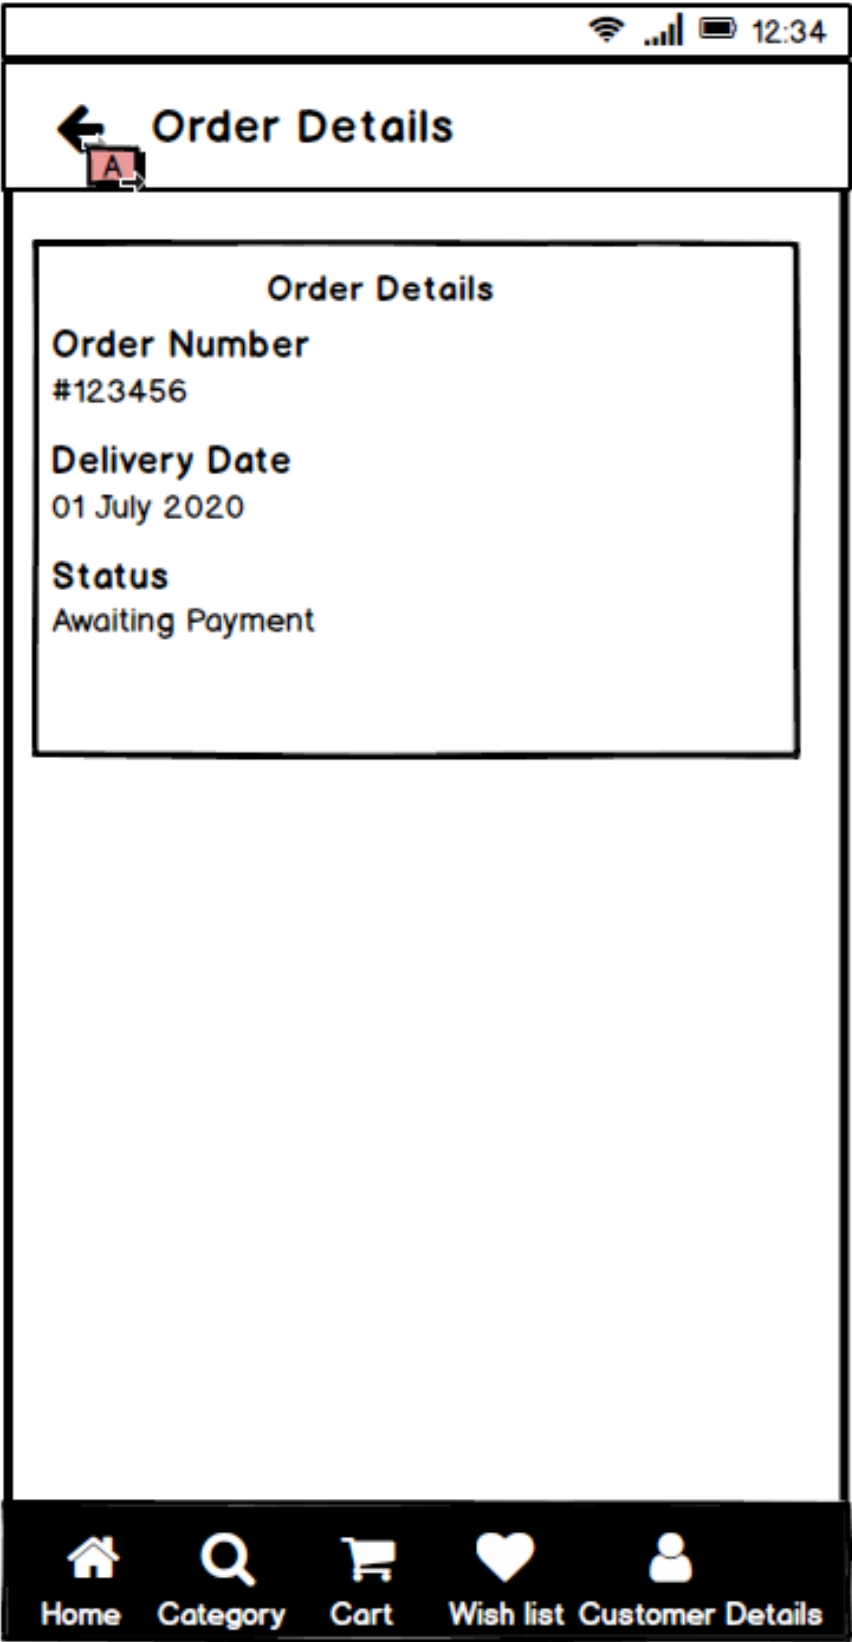 12:34
Order Details
A
Order Details
Order Number
#123456
Delivery Date
01 July 2020
Status
Awaiting Payment
Home Category Cart Wish list Customer Details